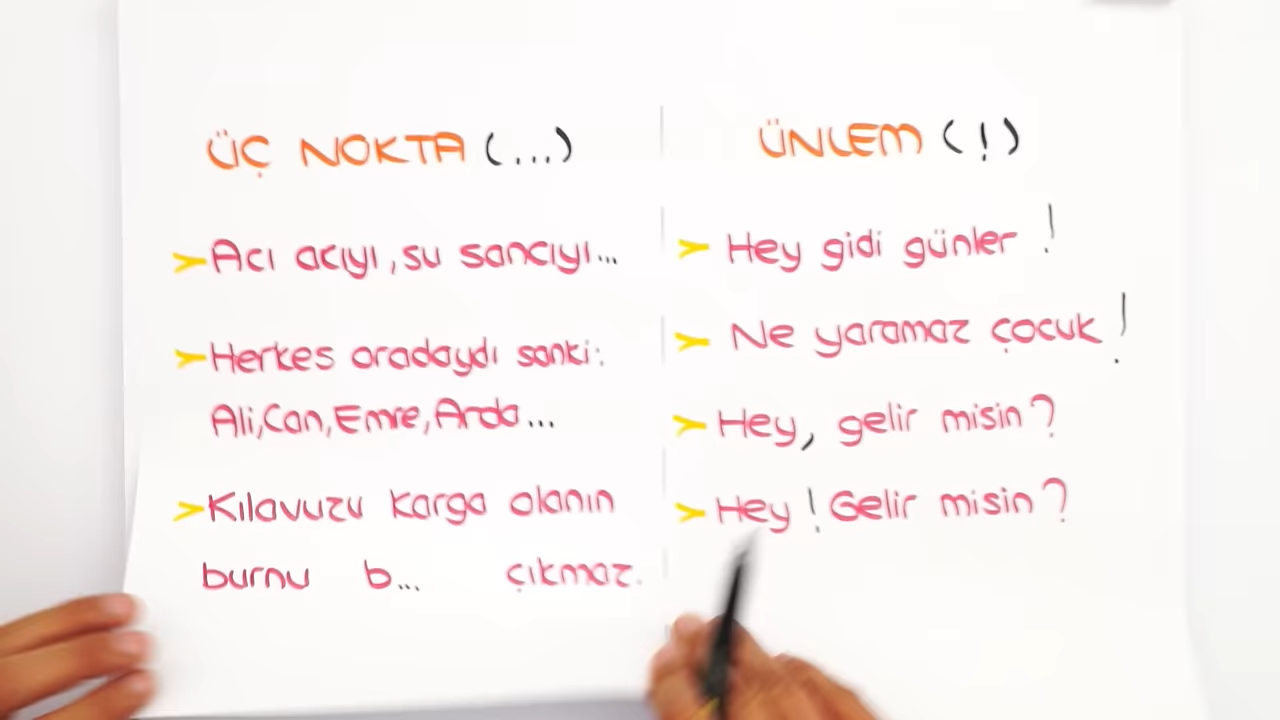 ÜÇ NOKTA (...)
Acı acıyı, su sancıyı...
Herkes oradaydı sanki:
Ali, Can, Emre, Arda...
Kılavuzu karga olanın
burnu b... çıkmaz.
ÜNLEM (!)
Hey gidi günler !
Ne yaramaz çocuk !
Hey, gelir misin?
Hey ! Gelir misin?